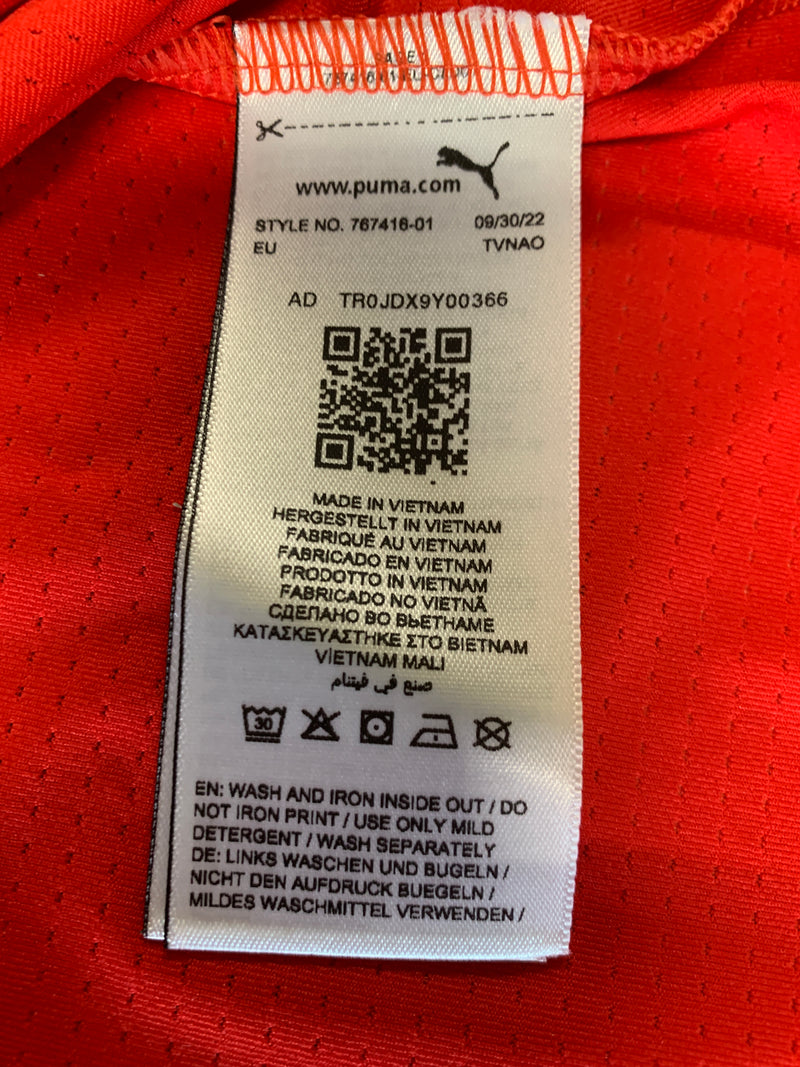 www.puma.com
STYLE NO. 767416-01 09/30/22
EU TVNAO
AD TR0JDX9Y00366
MADE IN VIETNAM
HERGESTELLT IN VIETNAM
FABRIQUÉ AU VIETNAM
FABRICADO EN VIETNAM
PRODOTTO IN VIETNAM
FABRICADO NO VIETNÃ
СДЕЛАНО ВО ВЬЕТНАМЕ
ΚΑΤΑΣΚΕΥΑΣΤΗΚΕ ΣΤΟ ΒΙΕΤΝΑΜ
VİETNAM MALI
صنع في فيتنام
30
EN: WASH AND IRON INSIDE OUT / DO
NOT IRON PRINT / USE ONLY MILD
DETERGENT / WASH SEPARATELY
DE: LINKS WASCHEN UND BUGELN /
NICHT DEN AUFDRUCK BUEGELN /
MILDES WASCHMITTEL VERWENDEN /